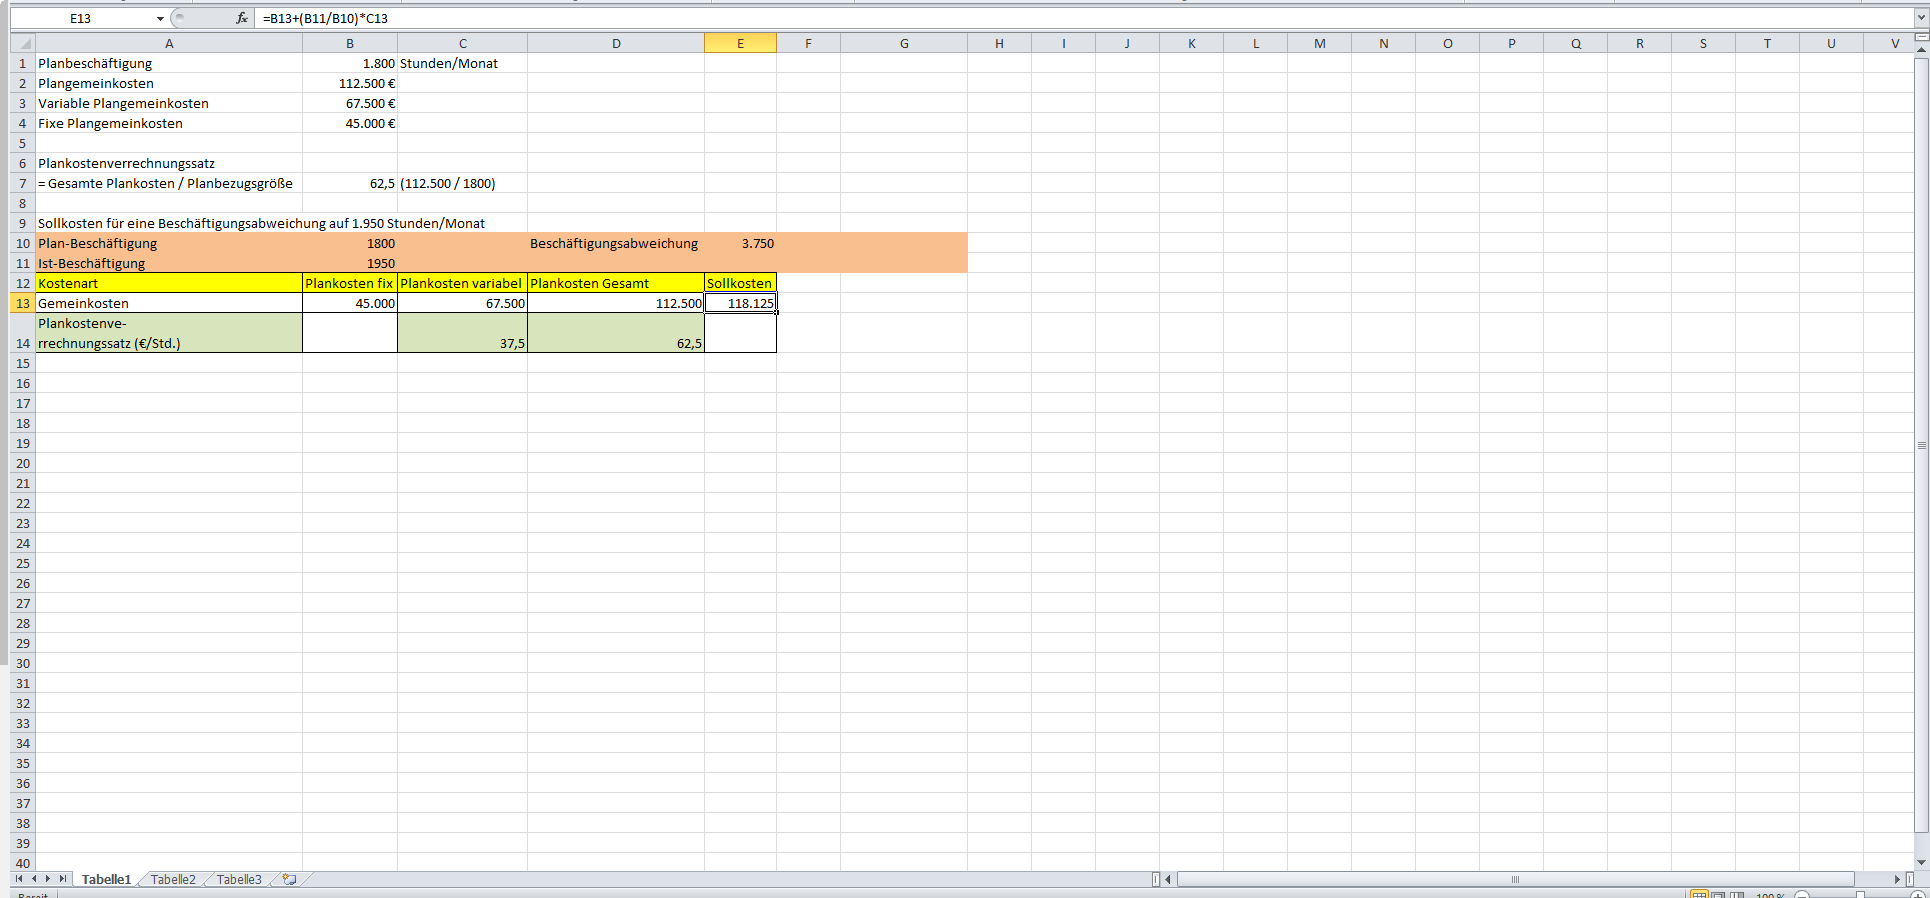 E13 fx =B13+(B11/B10)*C13
A B C D E F G H I J K L M N O P Q R S T U V
1 Planbeschäftigung 1.800 Stunden/Monat
2 Plangemeinkosten 112.500 €
3 Variable Plangemeinkosten 67.500 €
4 Fixe Plangemeinkosten 45.000 €
5
6 Plankostenverrechnungssatz
7 = Gesamte Plankosten / Planbezugsgröße 62,5 (112.500 / 1800)
8
9 Sollkosten für eine Beschäftigungsabweichung auf 1.950 Stunden/Monat
10 Plan-Beschäftigung 1800 Beschäftigungsabweichung 3.750
11 Ist-Beschäftigung 1950
12 Kostenart Plankosten fix Plankosten variabel Plankosten Gesamt Sollkosten
13 Gemeinkosten 45.000 67.500 112.500 118.125
Plankostenve-
14 rrechnungssatz (€/Std.) 37,5 62,5
15
16
17
18
19
20
21
22
23
24
25
26
27
28
29
30
31
32
33
34
35
36
37
38
39
40
Tabelle1 Tabelle2 Tabelle3
Bereit 100 %